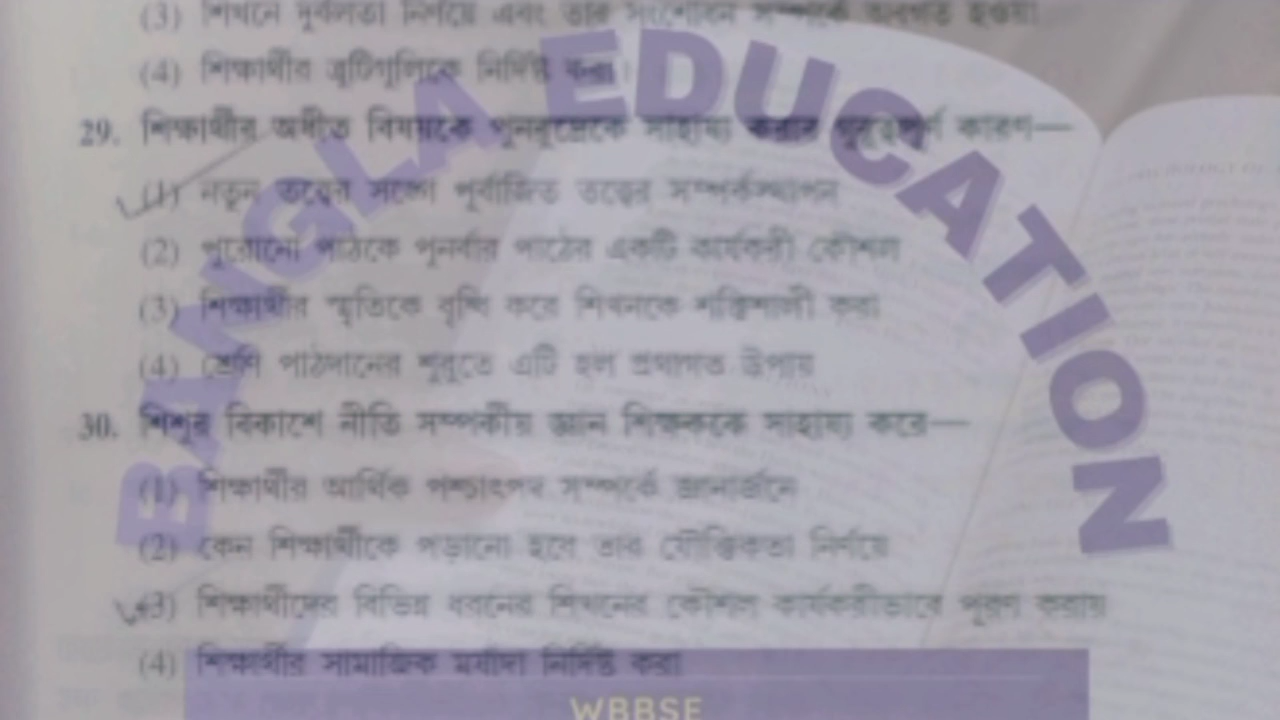 (3) শিখনে দুর্বলতা নির্ণয়ে এবং তার সংশোধন সম্পর্কে অবগত হওয়া
(4) শিক্ষার্থীর ত্রুটিগুলিকে নির্দিষ্ট করা।
29. শিক্ষার্থীর অধীত বিষয়কে পুনরুদ্রেকে সাহায্য করার গুরুত্বপূর্ণ কারণ—
(1) নতুন তত্ত্বের সঙ্গে পূর্বার্জিত তত্ত্বের সম্পর্কস্থাপন
(2) পুরোনো পাঠকে পুনর্বার পাঠের একটি কার্যকরী কৌশল
(3) শিক্ষার্থীর স্মৃতিকে বৃদ্ধি করে শিখনকে শক্তিশালী করা
(4) শ্রেণি পাঠদানের শুরুতে এটি হল প্রথাগত উপায়
30. শিশুর বিকাশে নীতি সম্পর্কীয় জ্ঞান শিক্ষককে সাহায্য করে—
(1) শিক্ষার্থীর আর্থিক পশ্চাৎপদ সম্পর্কে জ্ঞানার্জনে
(2) কেন শিক্ষার্থীকে পড়ানো হবে তার যৌক্তিকতা নির্ণয়ে
(3) শিক্ষার্থীদের বিভিন্ন ধরনের শিখনের কৌশল কার্যকরীভাবে পূরণ করায়
(4) শিক্ষার্থীর সামাজিক মর্যাদা নির্দিষ্ট করা
BANGLA EDUCATION
WBBSE